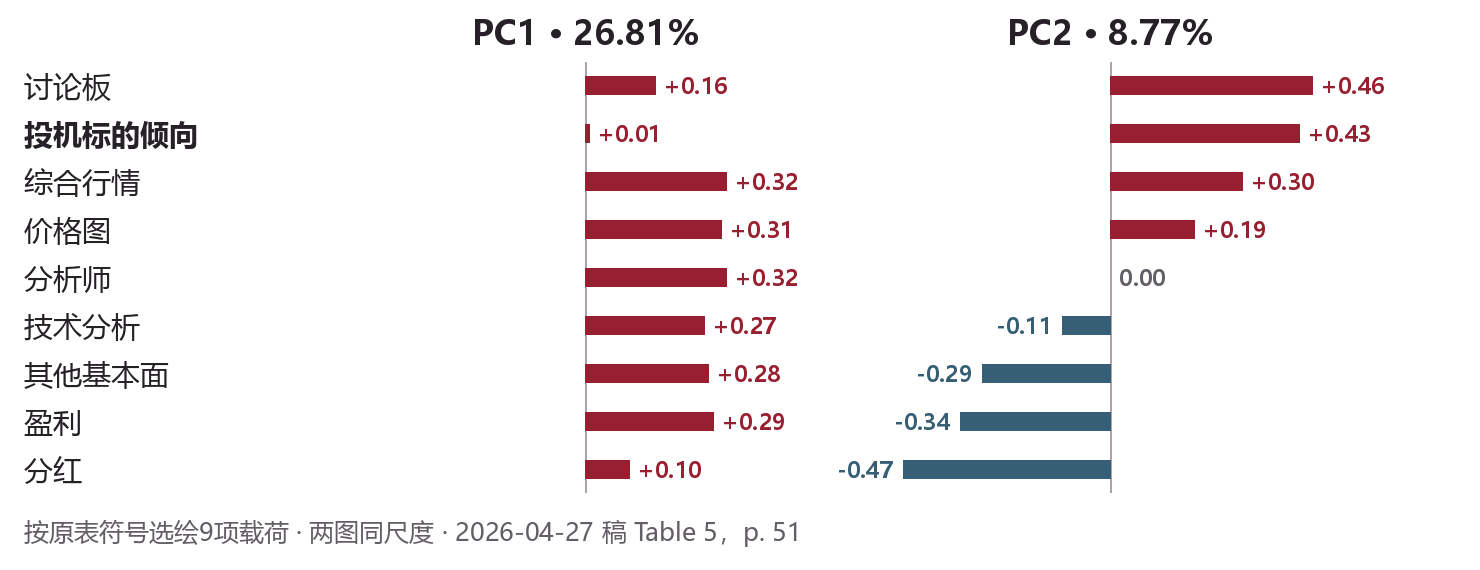 PC1 • 26.81% PC2 • 8.77%
讨论板 +0.16 +0.46
投机标的倾向 +0.01 +0.43
综合行情 +0.32 +0.30
价格图 +0.31 +0.19
分析师 +0.32 0.00
技术分析 +0.27 -0.11
其他基本面 +0.28 -0.29
盈利 +0.29 -0.34
分红 +0.10 -0.47
按原表符号选绘9项载荷 · 两图同尺度 · 2026-04-27 稿 Table 5，p. 51